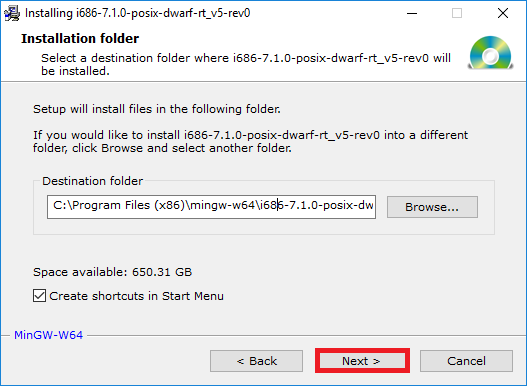 Installing i686-7.1.0-posix-dwarf-rt_v5-rev0
Installation folder
Select a destination folder where i686-7.1.0-posix-dwarf-rt_v5-rev0 will
be installed.
Setup will install files in the following folder.
If you would like to install i686-7.1.0-posix-dwarf-rt_v5-rev0 into a different
folder, click Browse and select another folder.
Destination folder
C:\Program Files (x86)\mingw-w64\i686-7.1.0-posix-dw
Browse...
Space available: 650.31 GB
Create shortcuts in Start Menu
MinGW-W64
< Back
Next >
Cancel